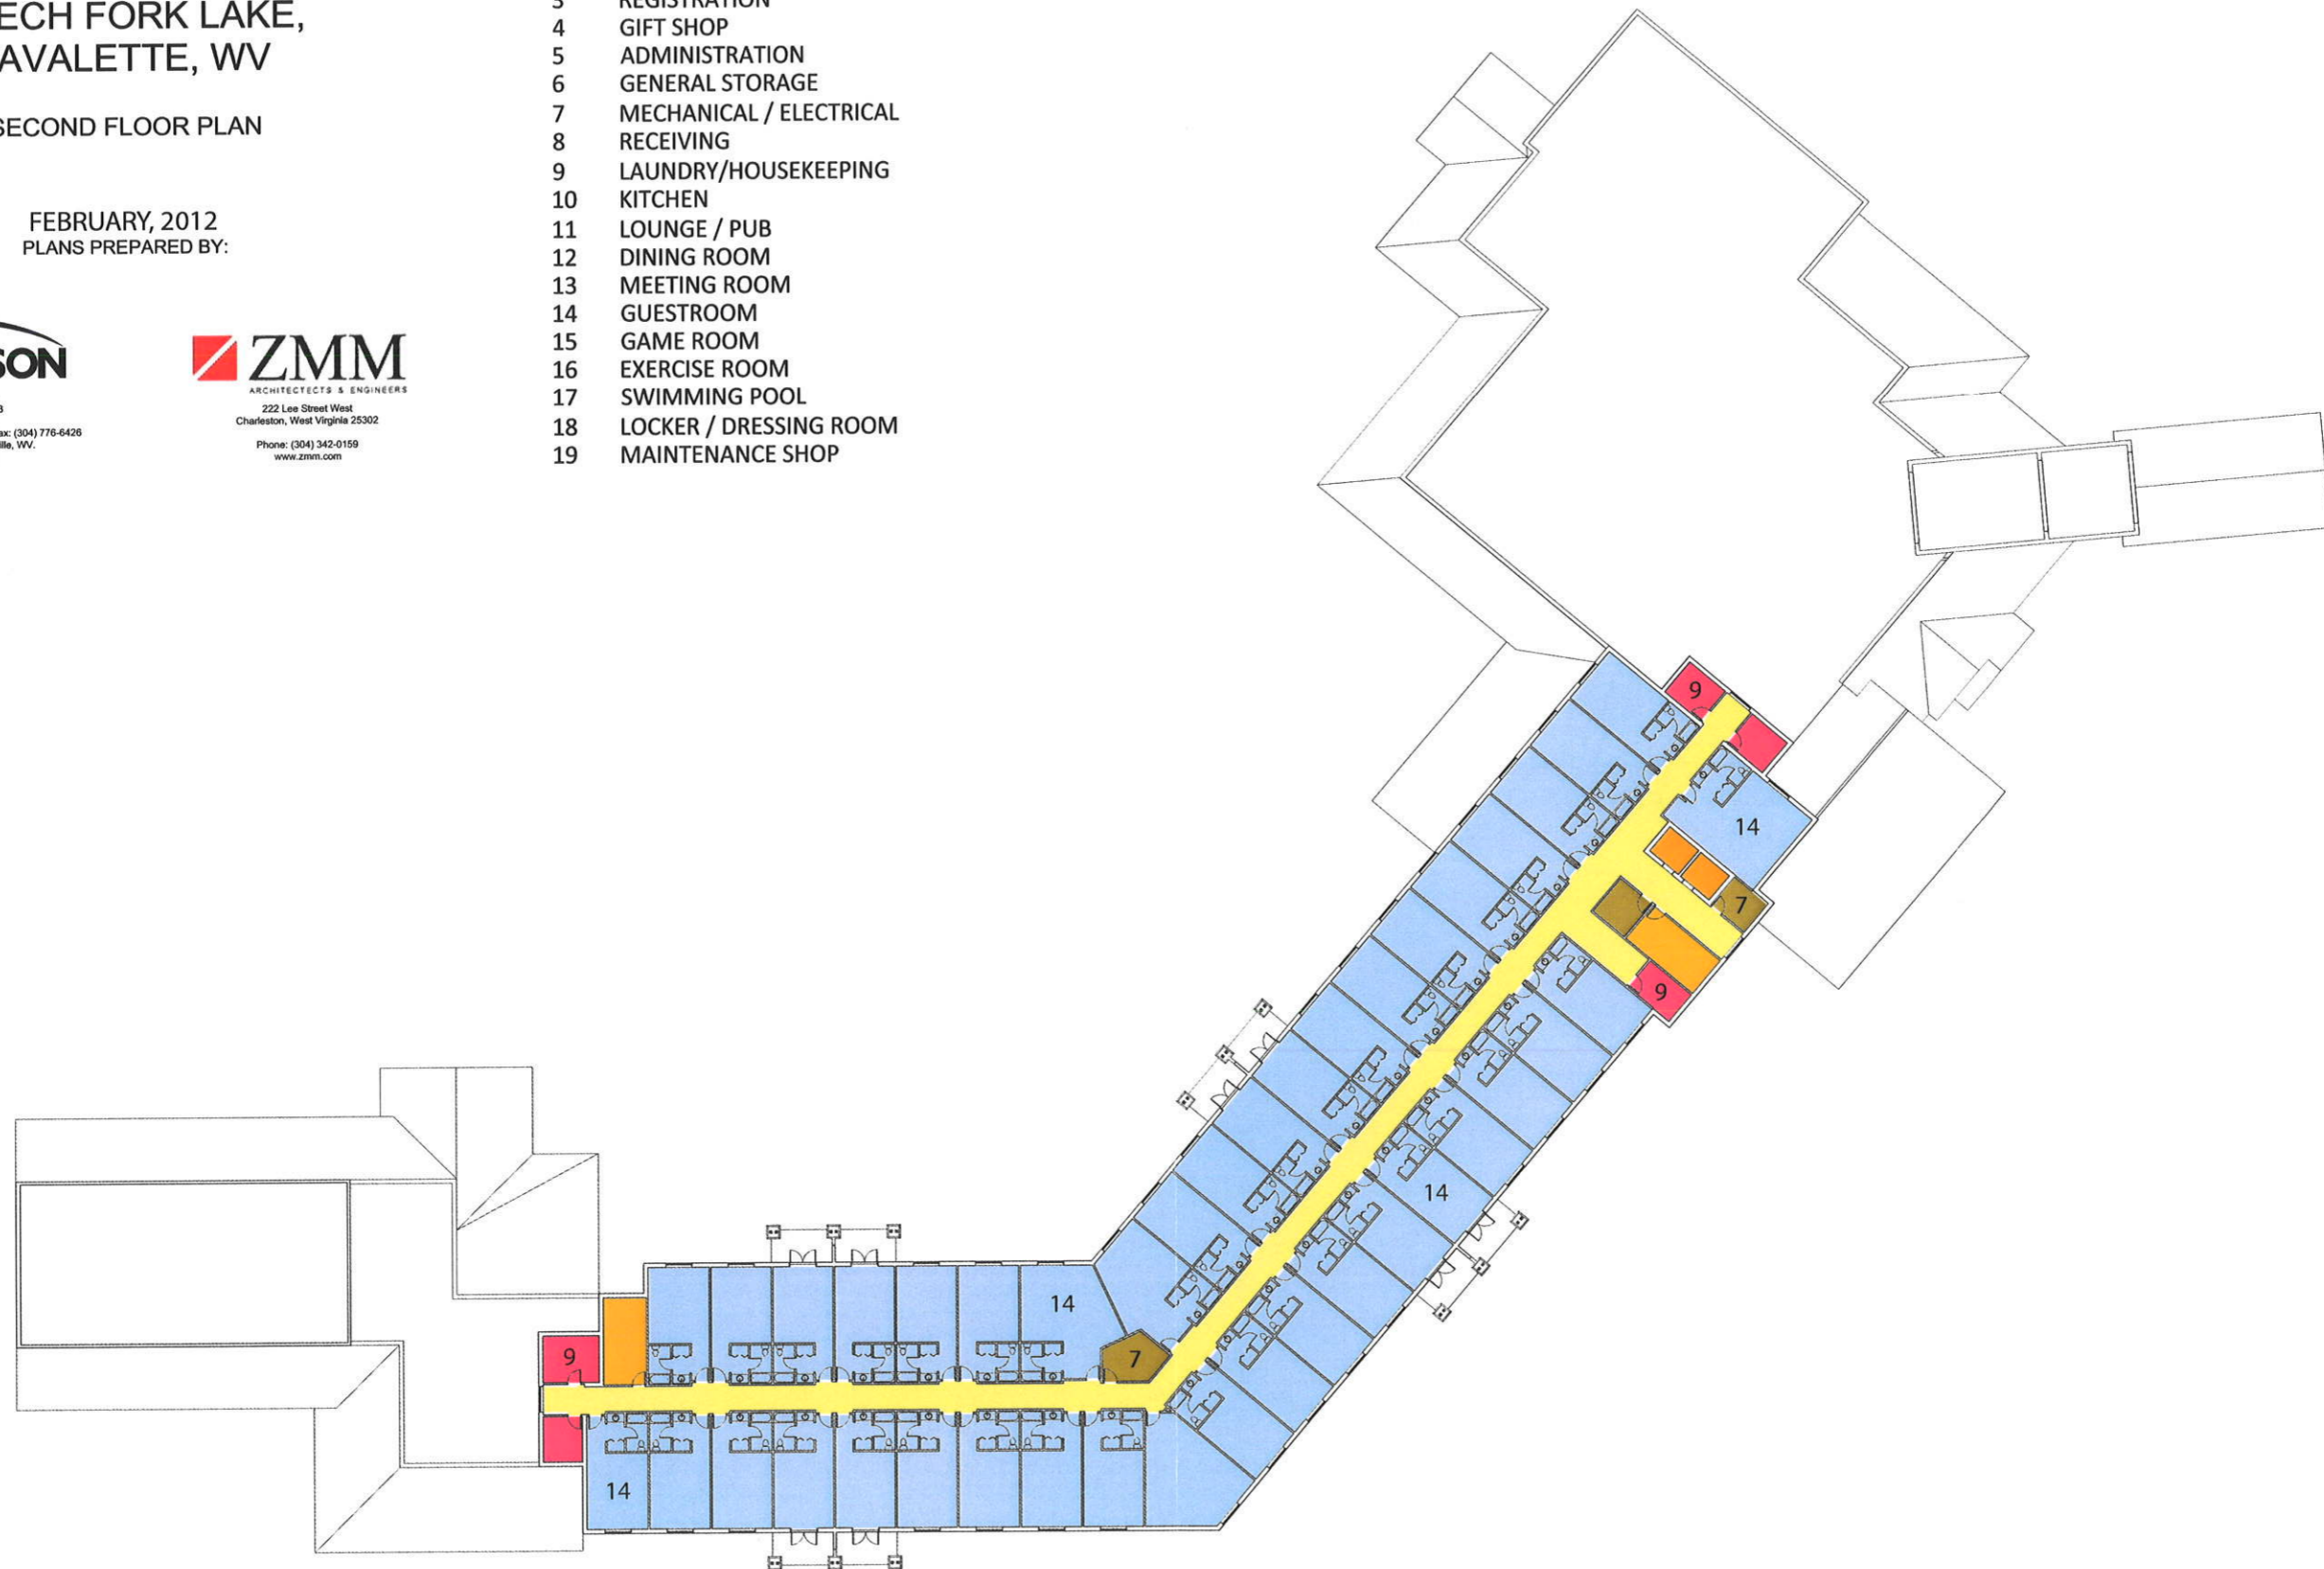 ECH FORK LAKE,
AVALETTE, WV
SECOND FLOOR PLAN
FEBRUARY, 2012
PLANS PREPARED BY:
SON
ax: (304) 776-6426
ille, WV.
ZMM
ARCHITECTECTS & ENGINEERS
222 Lee Street West
Charleston, West Virginia 25302
Phone: (304) 342-0159
www.zmm.com
3 REGISTRATION
4 GIFT SHOP
5 ADMINISTRATION
6 GENERAL STORAGE
7 MECHANICAL / ELECTRICAL
8 RECEIVING
9 LAUNDRY/HOUSEKEEPING
10 KITCHEN
11 LOUNGE / PUB
12 DINING ROOM
13 MEETING ROOM
14 GUESTROOM
15 GAME ROOM
16 EXERCISE ROOM
17 SWIMMING POOL
18 LOCKER / DRESSING ROOM
19 MAINTENANCE SHOP
9
14
7
9
14
14
9
7
14